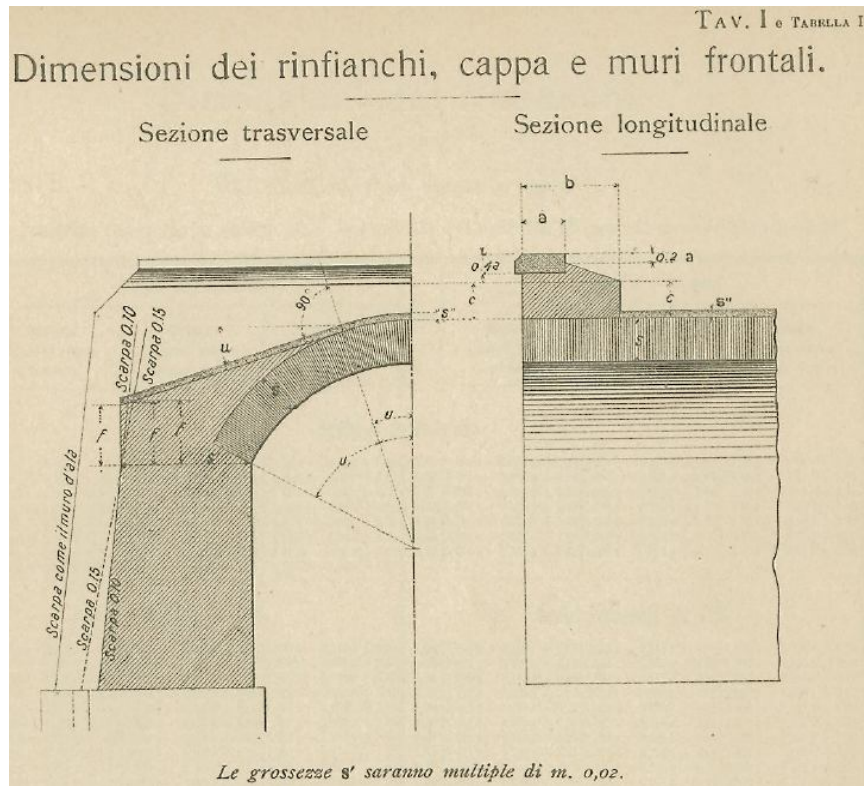 TAV. I e TABELLA I
Dimensioni dei rinfianchi, cappa e muri frontali.
Sezione trasversale
Sezione longitudinale
b
a
0.4a
0.2 a
c
c
90°
s"
s"
u
Scarpa 0.10
Scarpa 0.15
s
s
F
F
F
u
s
u,
Scarpa come il muro d'ala
Scarpa 0.15
Scarpa 0.10
Le grossezze s' saranno multiple di m. 0,02.